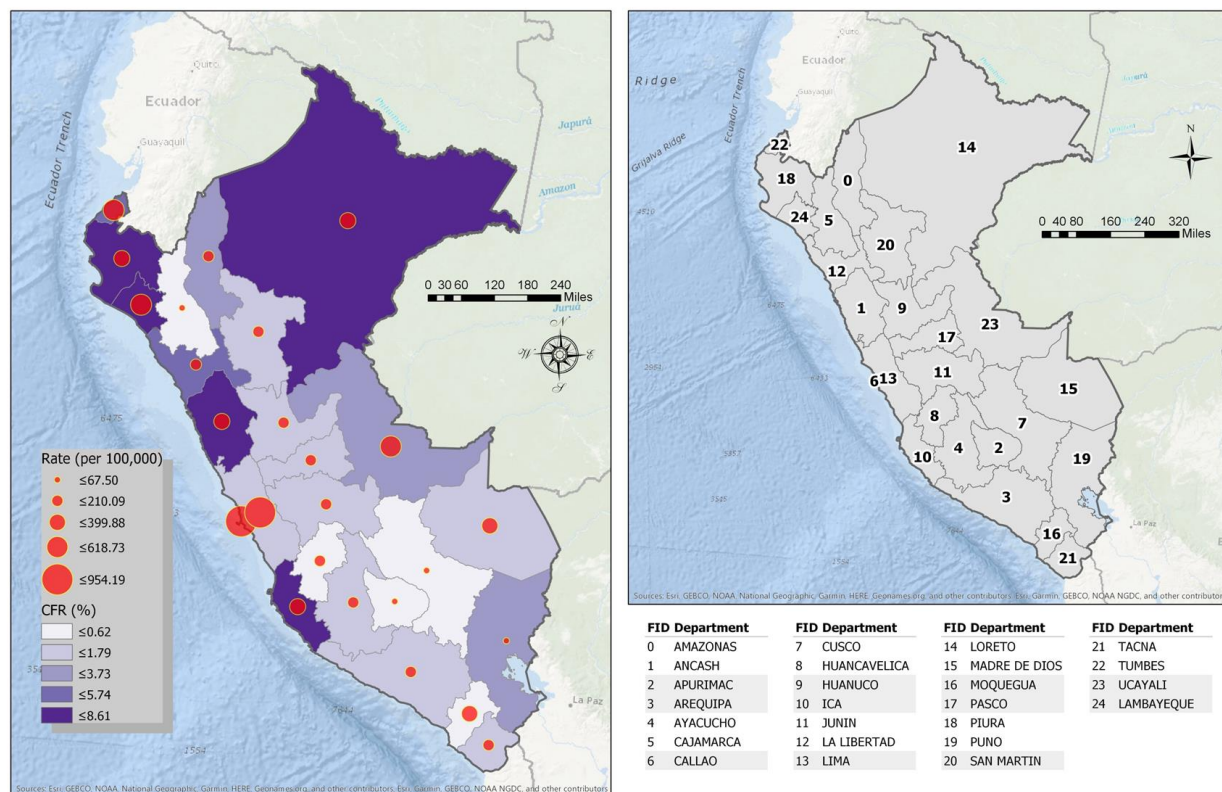 Quito
Ecuador
Guayaquil
Putumayo
Japurá
Amazon
Juruá
Ecuador Trench
6475
7844
1554
La Paz
0 30 60 120 180 240
Miles
N
W E
S
Rate (per 100,000)
≤67.50
≤210.09
≤399.88
≤618.73
≤954.19
CFR (%)
≤0.62
≤1.79
≤3.73
≤5.74
≤8.61
Sources: Esri, GEBCO, NOAA, National Geographic, Garmin, HERE, Geonames.org, and other contributors, Esri, Garmin, GEBCO, NOAA NGDC, and other contributors
Ridge
Grijalva Ridge
Ecuador Trench
Quito
Ecuador
Guayaquil
4510
N
0 40 80 160 240 320
Miles
22
14
18
0
24
5
20
12
1
9
23
17
6
13
11
15
8
7
4
2
10
19
3
16
21
6475
La Paz
Sources: Esri, GEBCO, NOAA, National Geographic, Garmin, HERE, Geonames.org, and other contributors, Esri, Garmin, GEBCO, NOAA NGDC, and other contributors
FID Department
0 AMAZONAS
1 ANCASH
2 APURIMAC
3 AREQUIPA
4 AYACUCHO
5 CAJAMARCA
6 CALLAO
FID Department
7 CUSCO
8 HUANCAVELICA
9 HUANUCO
10 ICA
11 JUNIN
12 LA LIBERTAD
13 LIMA
FID Department
14 LORETO
15 MADRE DE DIOS
16 MOQUEGUA
17 PASCO
18 PIURA
19 PUNO
20 SAN MARTIN
FID Department
21 TACNA
22 TUMBES
23 UCAYALI
24 LAMBAYEQUE